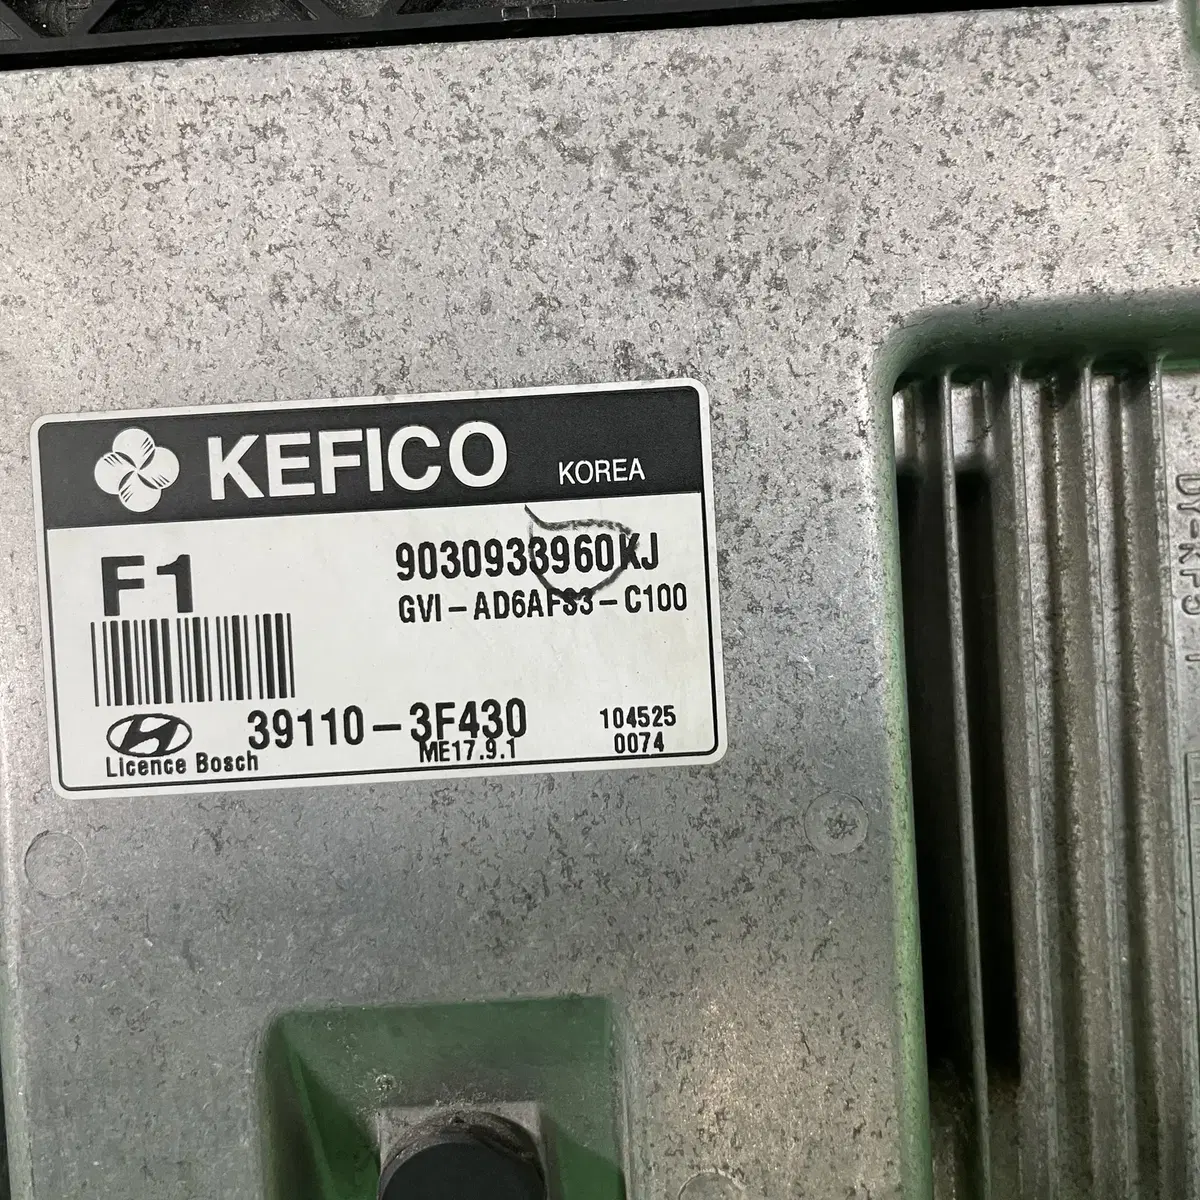 KEFICO KOREA
F1
9030933960KJ
GVI-AD6AFS3-C100
39110-3F430
104525
Licence Bosch
ME17.9.1
0074